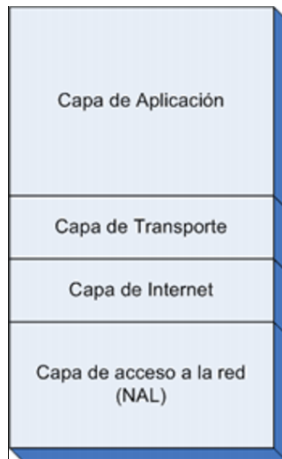 Capa de Aplicación
Capa de Transporte
Capa de Internet
Capa de acceso a la red
(NAL)